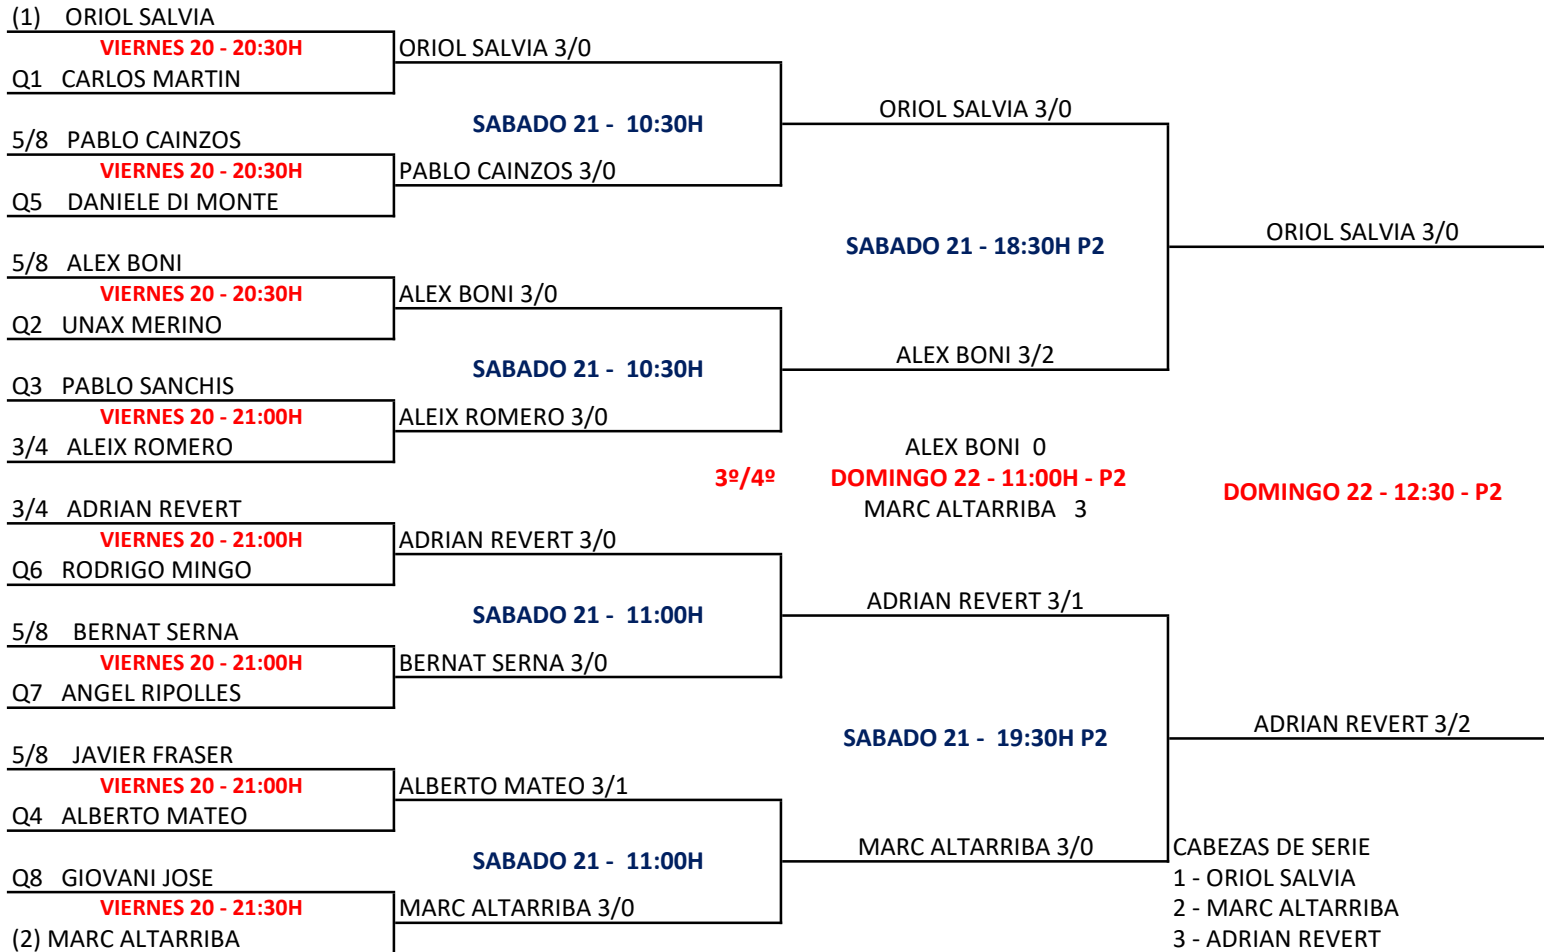 (1) ORIOL SALVIA
VIERNES 20 - 20:30H
Q1 CARLOS MARTIN
ORIOL SALVIA 3/0
SABADO 21 - 10:30H
ORIOL SALVIA 3/0
5/8 PABLO CAINZOS
VIERNES 20 - 20:30H
Q5 DANIELE DI MONTE
PABLO CAINZOS 3/0
SABADO 21 - 18:30H P2
ORIOL SALVIA 3/0
5/8 ALEX BONI
VIERNES 20 - 20:30H
Q2 UNAX MERINO
ALEX BONI 3/0
SABADO 21 - 10:30H
ALEX BONI 3/2
Q3 PABLO SANCHIS
VIERNES 20 - 21:00H
3/4 ALEIX ROMERO
ALEIX ROMERO 3/0
ALEX BONI 0
3º/4º DOMINGO 22 - 11:00H - P2
MARC ALTARRIBA 3
DOMINGO 22 - 12:30 - P2
3/4 ADRIAN REVERT
VIERNES 20 - 21:00H
Q6 RODRIGO MINGO
ADRIAN REVERT 3/0
SABADO 21 - 11:00H
ADRIAN REVERT 3/1
5/8 BERNAT SERNA
VIERNES 20 - 21:00H
Q7 ANGEL RIPOLLES
BERNAT SERNA 3/0
SABADO 21 - 19:30H P2
ADRIAN REVERT 3/2
5/8 JAVIER FRASER
VIERNES 20 - 21:00H
Q4 ALBERTO MATEO
ALBERTO MATEO 3/1
SABADO 21 - 11:00H
MARC ALTARRIBA 3/0
Q8 GIOVANI JOSE
VIERNES 20 - 21:30H
(2) MARC ALTARRIBA
MARC ALTARRIBA 3/0
CABEZAS DE SERIE
1 - ORIOL SALVIA
2 - MARC ALTARRIBA
3 - ADRIAN REVERT